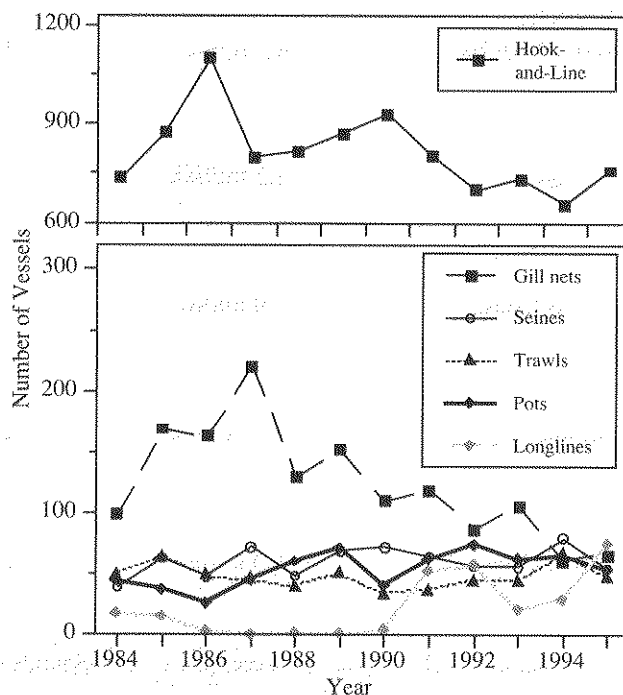 1200
900
600
Hook-
and-Line
Number of Vessels
300
200
100
0
Gill nets
Seines
Trawls
Pots
Longlines
1984 1986 1988 1990 1992 1994
Year